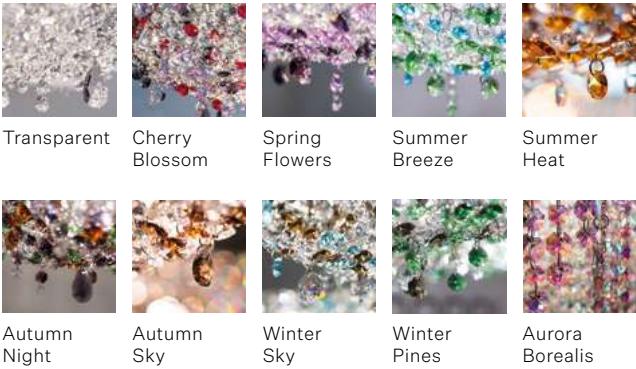 Transparent
Cherry
Blossom
Spring
Flowers
Summer
Breeze
Summer
Heat
Autumn
Night
Autumn
Sky
Winter
Sky
Winter
Pines
Aurora
Borealis